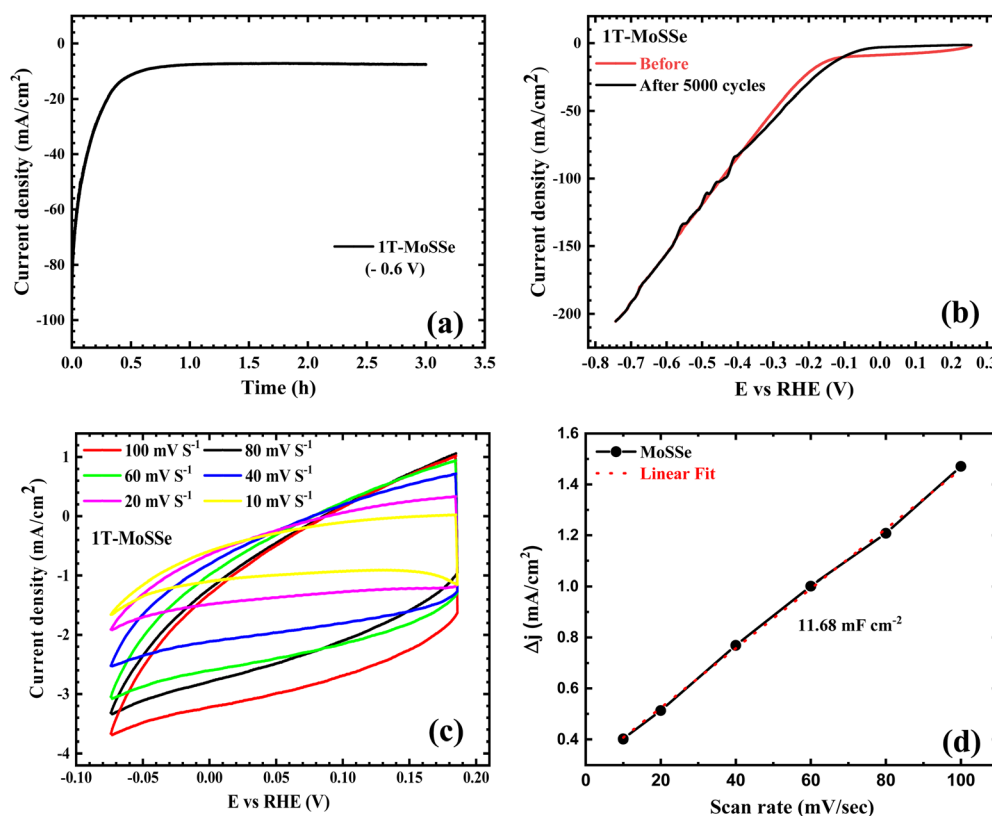 0
-20
-40
-60
-80
-100
Current density (mA/cm²)
1T-MoSSe
(- 0.6 V)
(a)
0.0 0.5 1.0 1.5 2.0 2.5 3.0 3.5
Time (h)
1T-MoSSe
Before
After 5000 cycles
0
-50
-100
-150
-200
Current density (mA/cm²)
(b)
-0.8 -0.7 -0.6 -0.5 -0.4 -0.3 -0.2 -0.1 0.0 0.1 0.2 0.3
E vs RHE (V)
100 mV S⁻¹ 80 mV S⁻¹
60 mV S⁻¹ 40 mV S⁻¹
20 mV S⁻¹ 10 mV S⁻¹
1T-MoSSe
1
0
-1
-2
-3
-4
Current density (mA/cm²)
(c)
-0.10 -0.05 0.00 0.05 0.10 0.15 0.20
E vs RHE (V)
MoSSe
Linear Fit
1.6
1.4
1.2
1.0
0.8
0.6
0.4
Δj (mA/cm²)
11.68 mF cm⁻²
(d)
0 20 40 60 80 100
Scan rate (mV/sec)